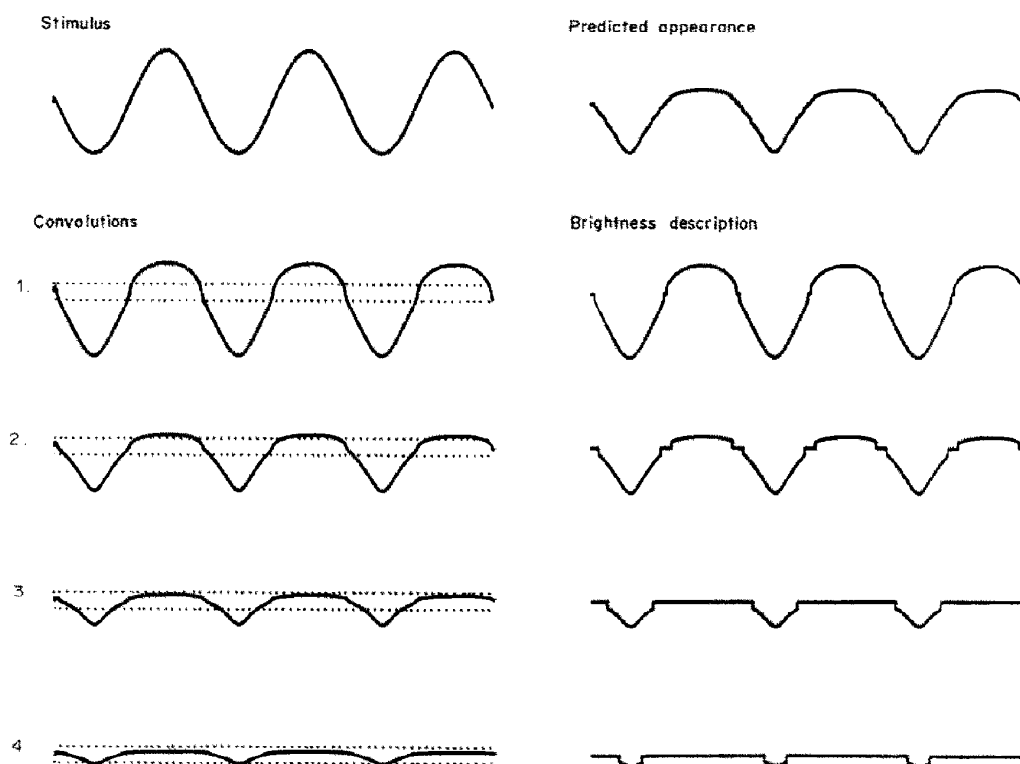 Stimulus
Predicted appearance
Convolutions
Brightness description
1.
2.
3
4